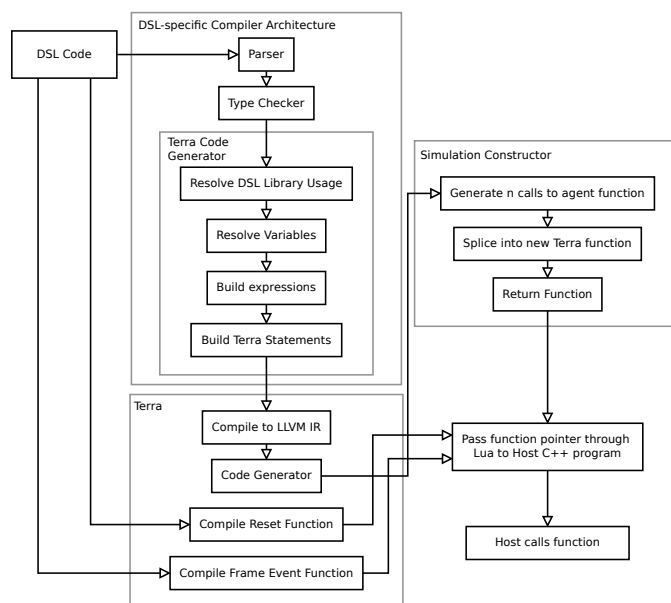 DSL-specific Compiler Architecture
DSL Code
Parser
Type Checker
Terra Code
Generator
Resolve DSL Library Usage
Resolve Variables
Build expressions
Build Terra Statements
Terra
Compile to LLVM IR
Code Generator
Compile Reset Function
Compile Frame Event Function
Simulation Constructor
Generate n calls to agent function
Splice into new Terra function
Return Function
Pass function pointer through
Lua to Host C++ program
Host calls function